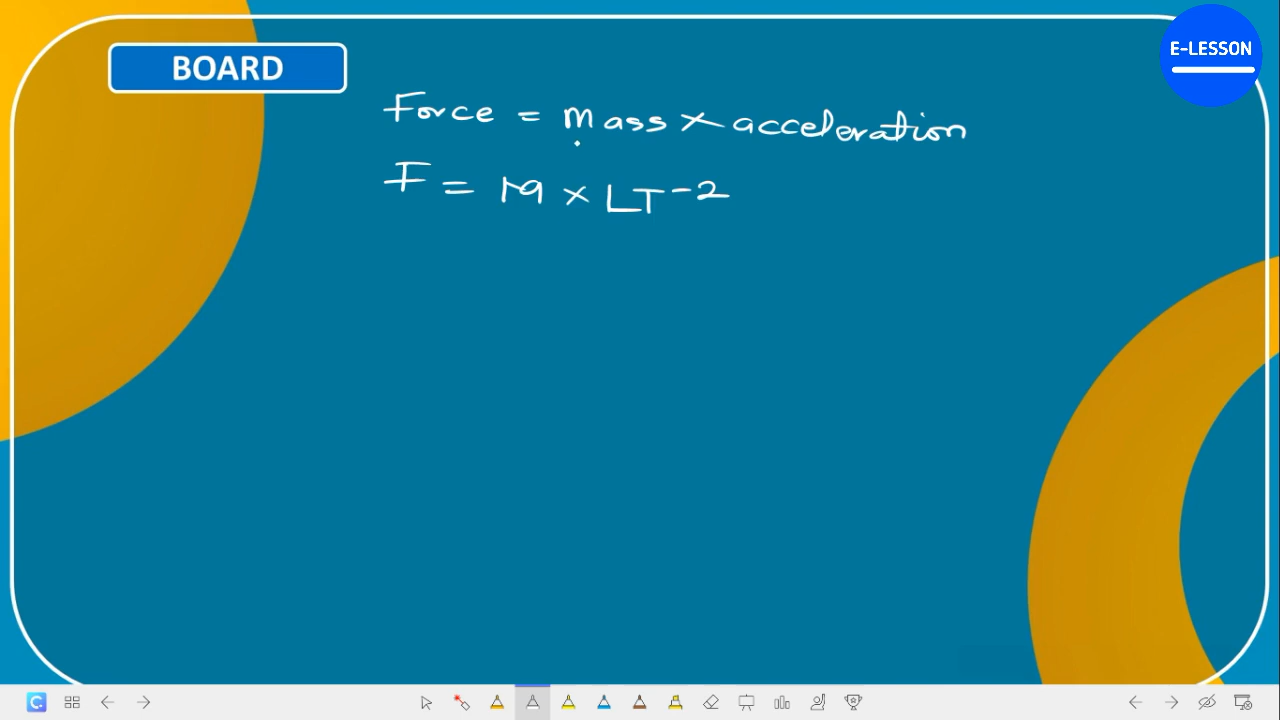 BOARD
E-LESSON
Force = mass × acceleration
F = M × LT-2